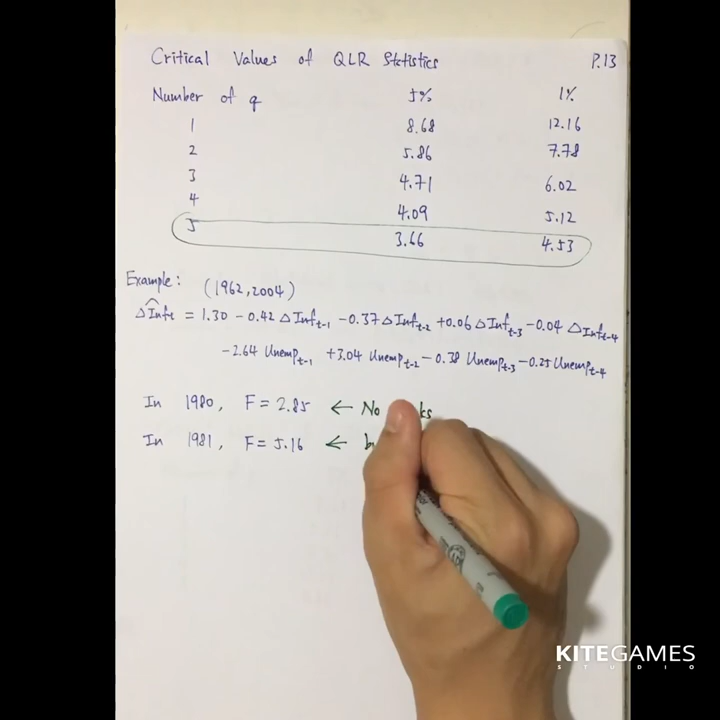 Critical Values of QLR Statistics P.13
Number of q 5% 1%
1 8.68 12.16
2 5.86 7.78
3 4.71 6.02
4 4.09 5.12
5 3.66 4.53
Example: (1962, 2004)
ΔInf̂t = 1.30 - 0.42 ΔInft-1 - 0.37 ΔInft-2 + 0.06 ΔInft-3 - 0.04 ΔInft-4
- 2.64 Unempt-1 + 3.04 Unempt-2 - 0.38 Unempt-3 - 0.25 Unempt-4
In 1980, F = 2.85 ← No
In 1981, F = 5.16 ←
KITEGAMES
STUDIO